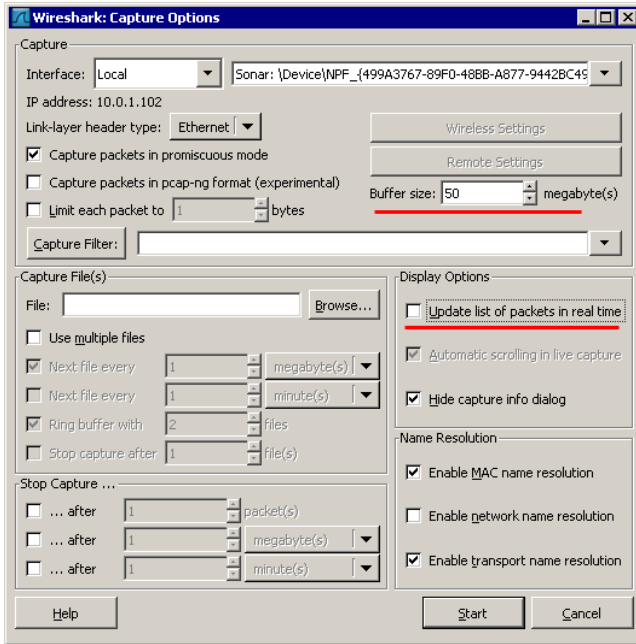 Wireshark: Capture Options
Capture
Interface: Local Sonar: \Device\NPF_{499A3767-89F0-48BB-A877-9442BC49
IP address: 10.0.1.102
Link-layer header type: Ethernet
Wireless Settings
Capture packets in promiscuous mode
Remote Settings
Capture packets in pcap-ng format (experimental)
Buffer size: 50 megabyte(s)
Limit each packet to 1 bytes
Capture Filter:
Capture File(s)
File: Browse...
Use multiple files
Next file every 1 megabyte(s)
Next file every 1 minute(s)
Ring buffer with 2 files
Stop capture after 1 file(s)
Stop Capture ...
... after 1 packet(s)
... after 1 megabyte(s)
... after 1 minute(s)
Display Options
Update list of packets in real time
Automatic scrolling in live capture
Hide capture info dialog
Name Resolution
Enable MAC name resolution
Enable network name resolution
Enable transport name resolution
Help Start Cancel